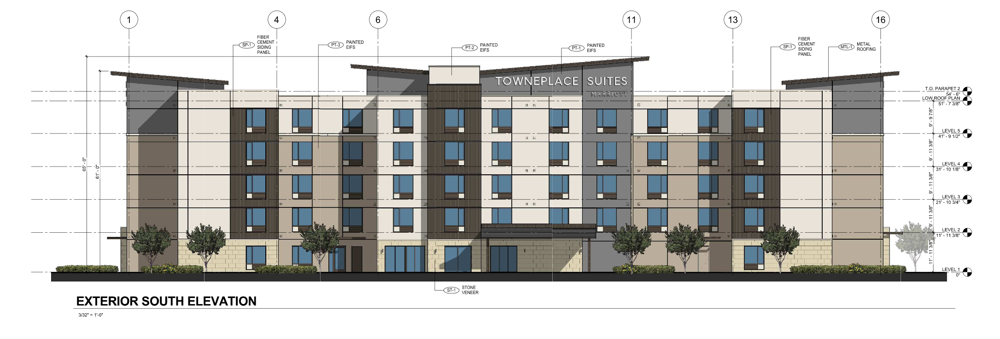 1
4
6
11
13
16
SP-1
FIBER
CEMENT
SIDING
PANEL
PT-3
PAINTED
EIFS
PT-2
PAINTED
EIFS
PT-1
PAINTED
EIFS
SP-1
FIBER
CEMENT
SIDING
PANEL
MTL-1
METAL
ROOFING
TOWNEPLACE SUITES
MARRIOTT
65' - 0"
61' - 0"
T.O. PARAPET 2
54' - 6"
LOW ROOF PLAN
51' - 7 3/8"
9' - 9 7/8"
LEVEL 5
41' - 9 1/2"
9' - 11 3/8"
LEVEL 4
31' - 10 1/8"
9' - 11 3/8"
LEVEL 3
21' - 10 3/4"
9' - 11 3/8"
LEVEL 2
11' - 11 3/8"
11' - 11 3/8"
LEVEL 1
0"
ST-1
STONE
VENEER
EXTERIOR SOUTH ELEVATION
3/32" = 1'-0"